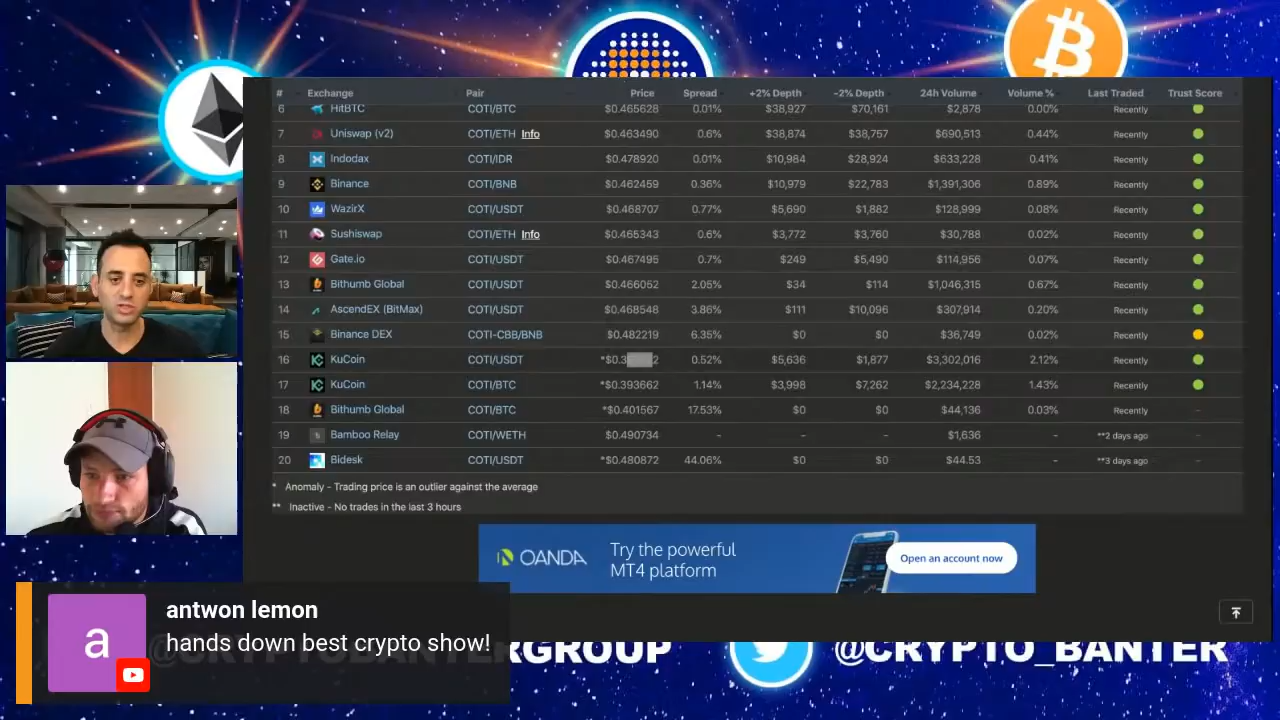 # Exchange Pair Price Spread +2% Depth -2% Depth 24h Volume Volume % Last Traded Trust Score
6 HitBTC COTI/BTC $0.465628 0.01% $38,927 $70,161 $2,878 0.00% Recently
7 Uniswap (v2) COTI/ETH Info $0.463490 0.6% $38,874 $38,757 $690,513 0.44% Recently
8 Indodax COTI/IDR $0.478920 0.01% $10,984 $28,924 $633,228 0.41% Recently
9 Binance COTI/BNB $0.462459 0.36% $10,979 $22,783 $1,391,306 0.89% Recently
10 WazirX COTI/USDT $0.468707 0.77% $5,690 $1,882 $128,999 0.08% Recently
11 Sushiswap COTI/ETH Info $0.465343 0.6% $3,772 $3,760 $30,788 0.02% Recently
12 Gate.io COTI/USDT $0.467495 0.7% $249 $5,490 $114,956 0.07% Recently
13 Bithumb Global COTI/USDT $0.466052 2.05% $34 $114 $1,046,315 0.67% Recently
14 AscendEX (BitMax) COTI/USDT $0.468548 3.86% $111 $10,096 $307,914 0.20% Recently
15 Binance DEX COTI-CBB/BNB $0.482219 6.35% $0 $0 $36,749 0.02% Recently
16 KuCoin COTI/USDT *$0.3 2 0.52% $5,636 $1,877 $3,302,016 2.12% Recently
17 KuCoin COTI/BTC *$0.393662 1.14% $3,998 $7,262 $2,234,228 1.43% Recently
18 Bithumb Global COTI/BTC *$0.401567 17.53% $0 $0 $44,136 0.03% Recently -
19 Bamboo Relay COTI/WETH $0.490734 - - - $1,636 - **2 days ago -
20 Bidesk COTI/USDT *$0.480872 44.06% $0 $0 $44.53 - **3 days ago -
* Anomaly - Trading price is an outlier against the average
** Inactive - No trades in the last 3 hours
OANDA
Try the powerful
MT4 platform
Open an account now
a
antwon lemon
hands down best crypto show!
RGROUP
@CRYPTO_BANTER